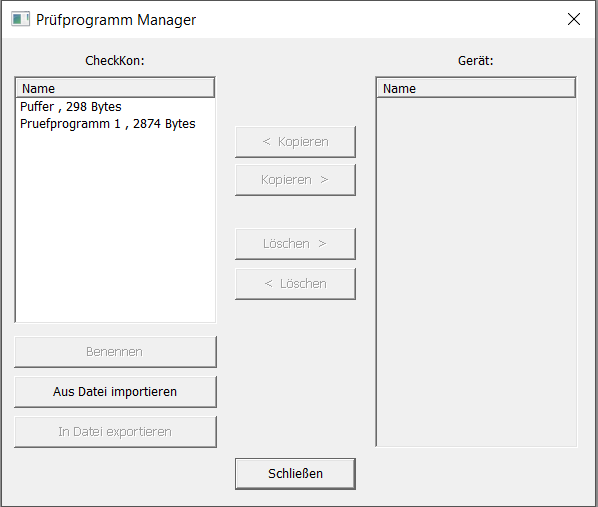 Prüfprogramm Manager
CheckKon:
Gerät:
Name
Name
Puffer , 298 Bytes
Pruefprogramm 1 , 2874 Bytes
< Kopieren
Kopieren >
Löschen >
< Löschen
Benennen
Aus Datei importieren
In Datei exportieren
Schließen